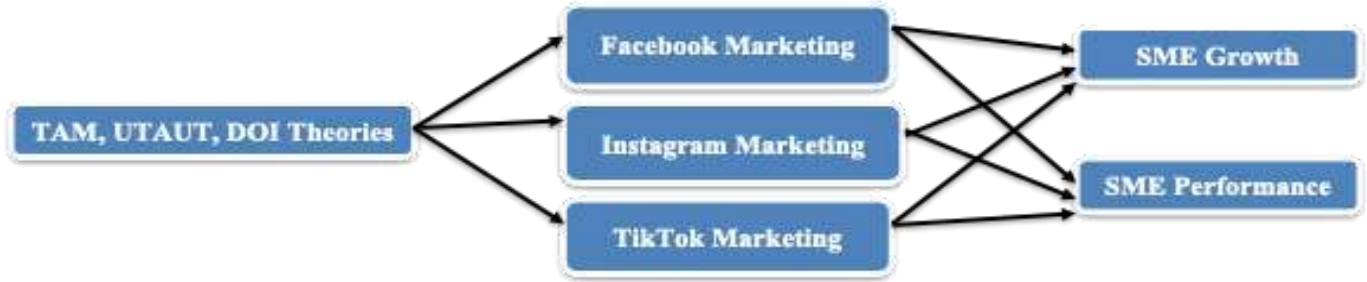 Facebook Marketing
SME Growth
TAM, UTAUT, DOI Theories
Instagram Marketing
SME Performance
TikTok Marketing